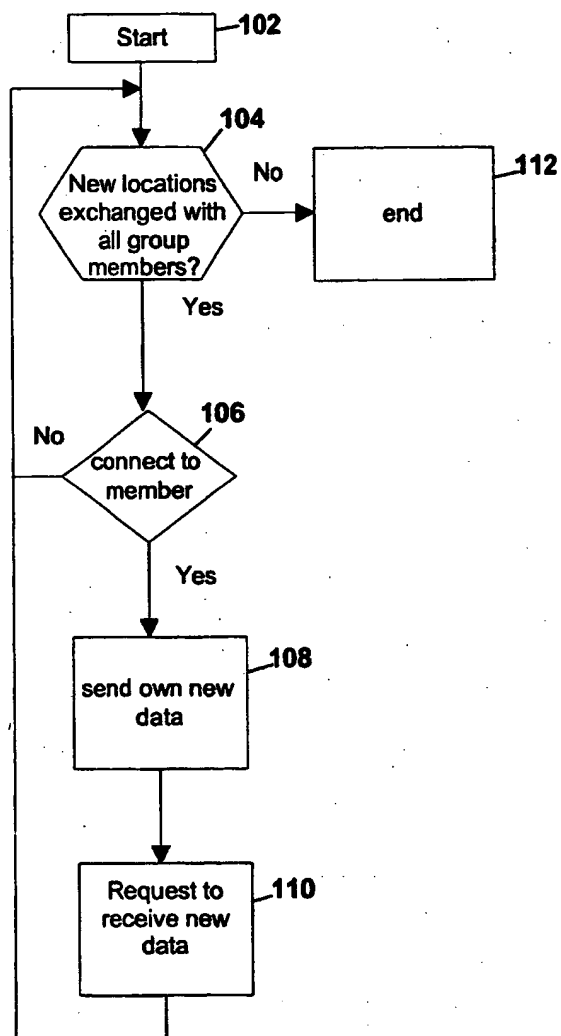 Start
102
104
New locations
exchanged with
all group
members?
No
112
end
Yes
106
No
connect to
member
Yes
108
send own new
data
110
Request to
receive new
data